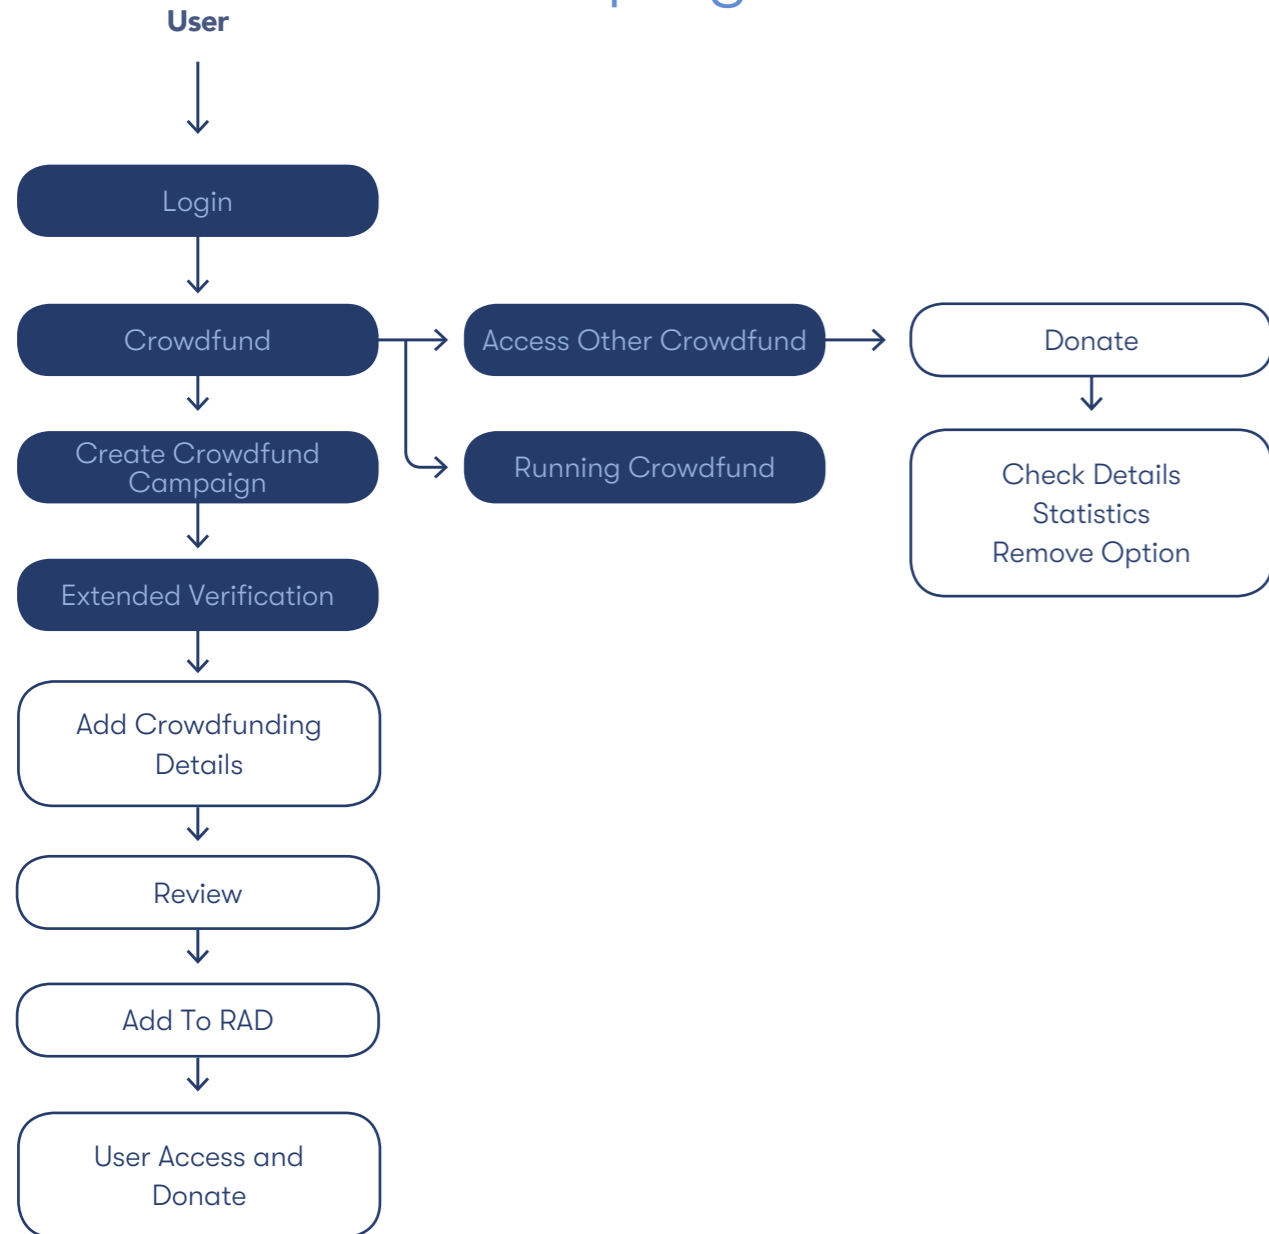 User
Login
Crowdfund
Access Other Crowdfund
Donate
Create Crowdfund
Campaign
Running Crowdfund
Check Details
Statistics
Remove Option
Extended Verification
Add Crowdfunding
Details
Review
Add To RAD
User Access and
Donate